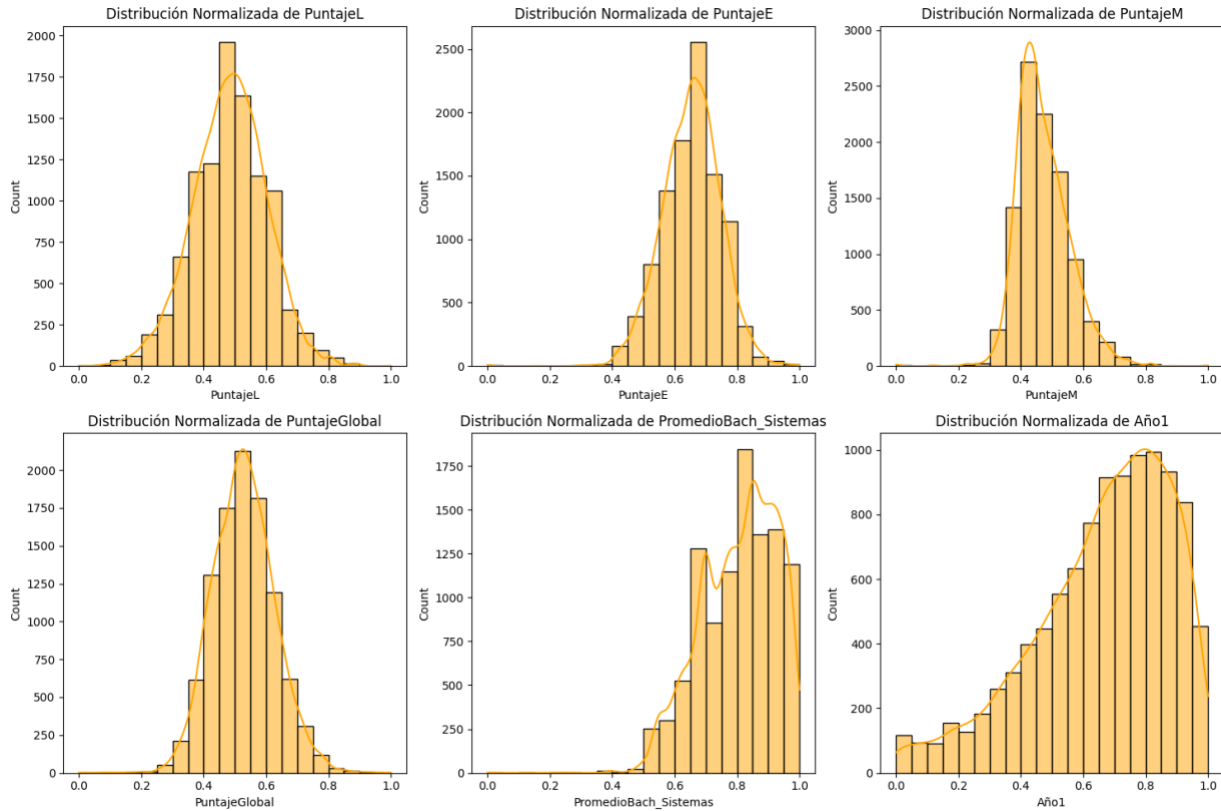 Distribución Normalizada de PuntajeL
2000
1750
1500
1250
1000
750
500
250
0
Count
0.0 0.2 0.4 0.6 0.8 1.0
PuntajeL
Distribución Normalizada de PuntajeE
2500
2000
1500
1000
500
0
Count
0.0 0.2 0.4 0.6 0.8 1.0
PuntajeE
Distribución Normalizada de PuntajeM
3000
2500
2000
1500
1000
500
0
Count
0.0 0.2 0.4 0.6 0.8 1.0
PuntajeM
Distribución Normalizada de PuntajeGlobal
2000
1750
1500
1250
1000
750
500
250
0
Count
0.0 0.2 0.4 0.6 0.8 1.0
PuntajeGlobal
Distribución Normalizada de PromedioBach_Sistemas
1750
1500
1250
1000
750
500
250
0
Count
0.0 0.2 0.4 0.6 0.8 1.0
PromedioBach_Sistemas
Distribución Normalizada de Año1
1000
800
600
400
200
0
Count
0.0 0.2 0.4 0.6 0.8 1.0
Año1